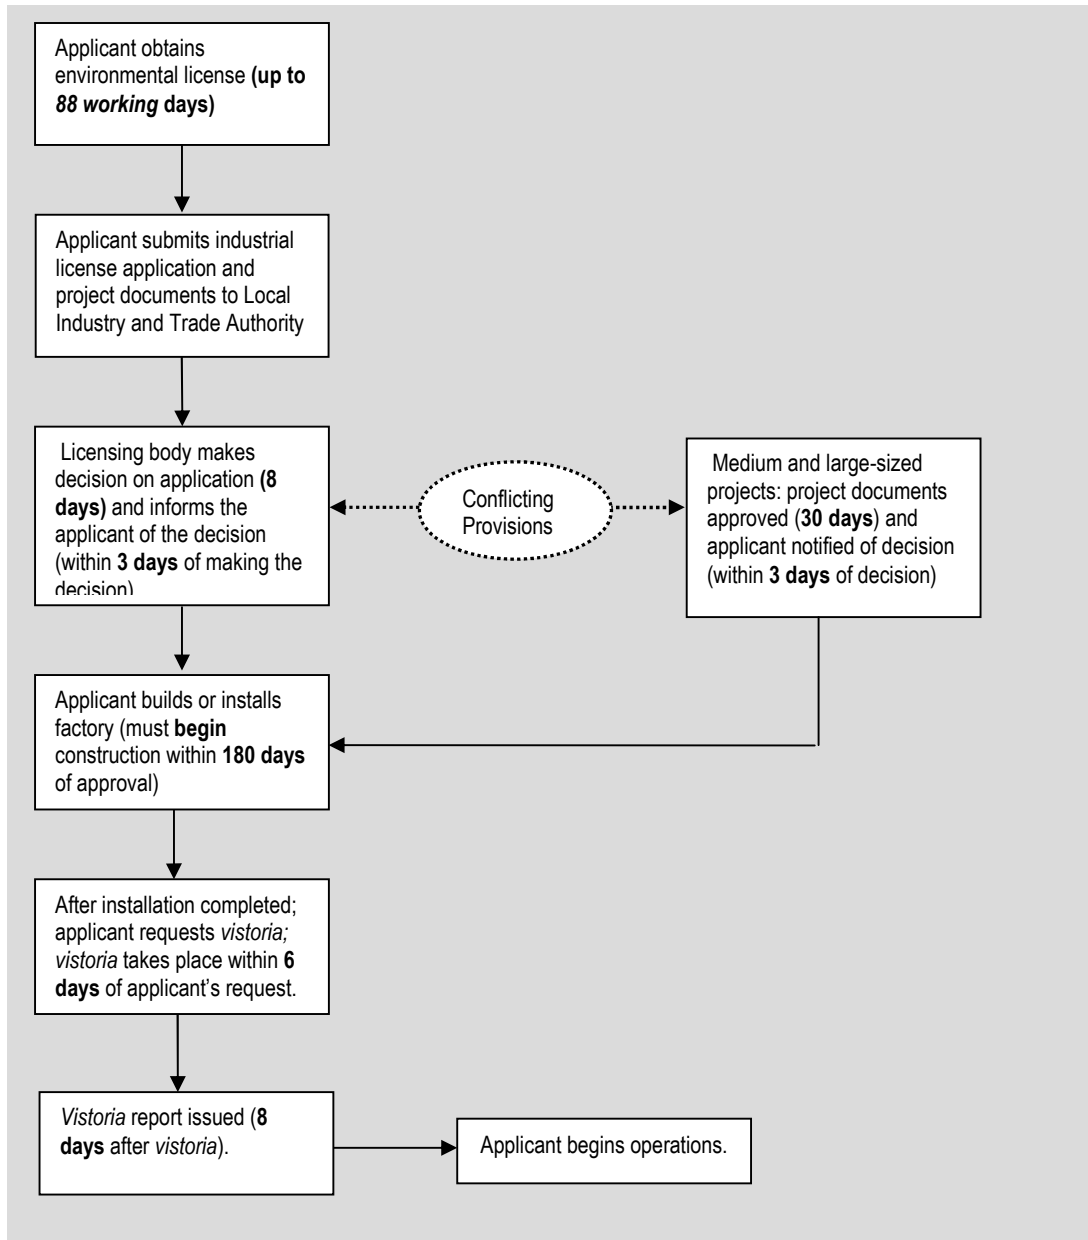 Applicant obtains
environmental license (up to
88 working days)
Applicant submits industrial
license application and
project documents to Local
Industry and Trade Authority
Licensing body makes
decision on application (8
days) and informs the
applicant of the decision
(within 3 days of making the
decision)
Conflicting
Provisions
Medium and large-sized
projects: project documents
approved (30 days) and
applicant notified of decision
(within 3 days of decision)
Applicant builds or installs
factory (must begin
construction within 180 days
of approval)
After installation completed;
applicant requests vistoria;
vistoria takes place within 6
days of applicant's request.
Vistoria report issued (8
days after vistoria).
Applicant begins operations.